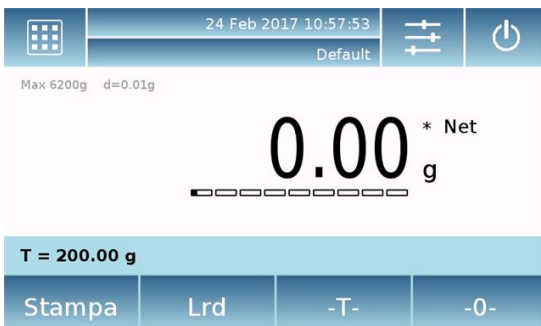 24 Feb 2017 10:57:53
Default
Max 6200g d=0.01g
0.00 * Net
g
T = 200.00 g
Stampa Lrd -T- -0-